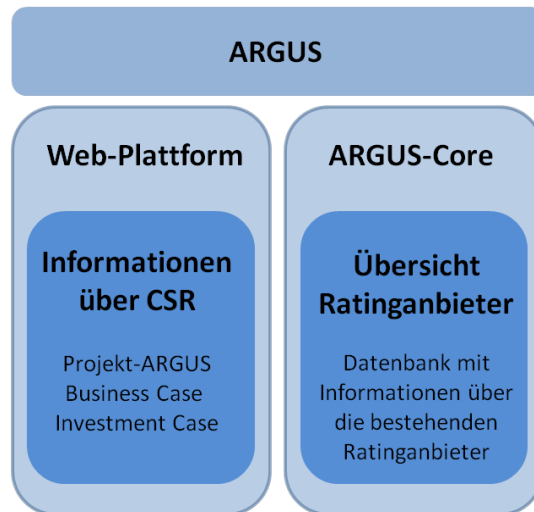 ARGUS
Web-Plattform
Informationen
über CSR
Projekt-ARGUS
Business Case
Investment Case
ARGUS-Core
Übersicht
Ratinganbieter
Datenbank mit
Informationen über
die bestehenden
Ratinganbieter